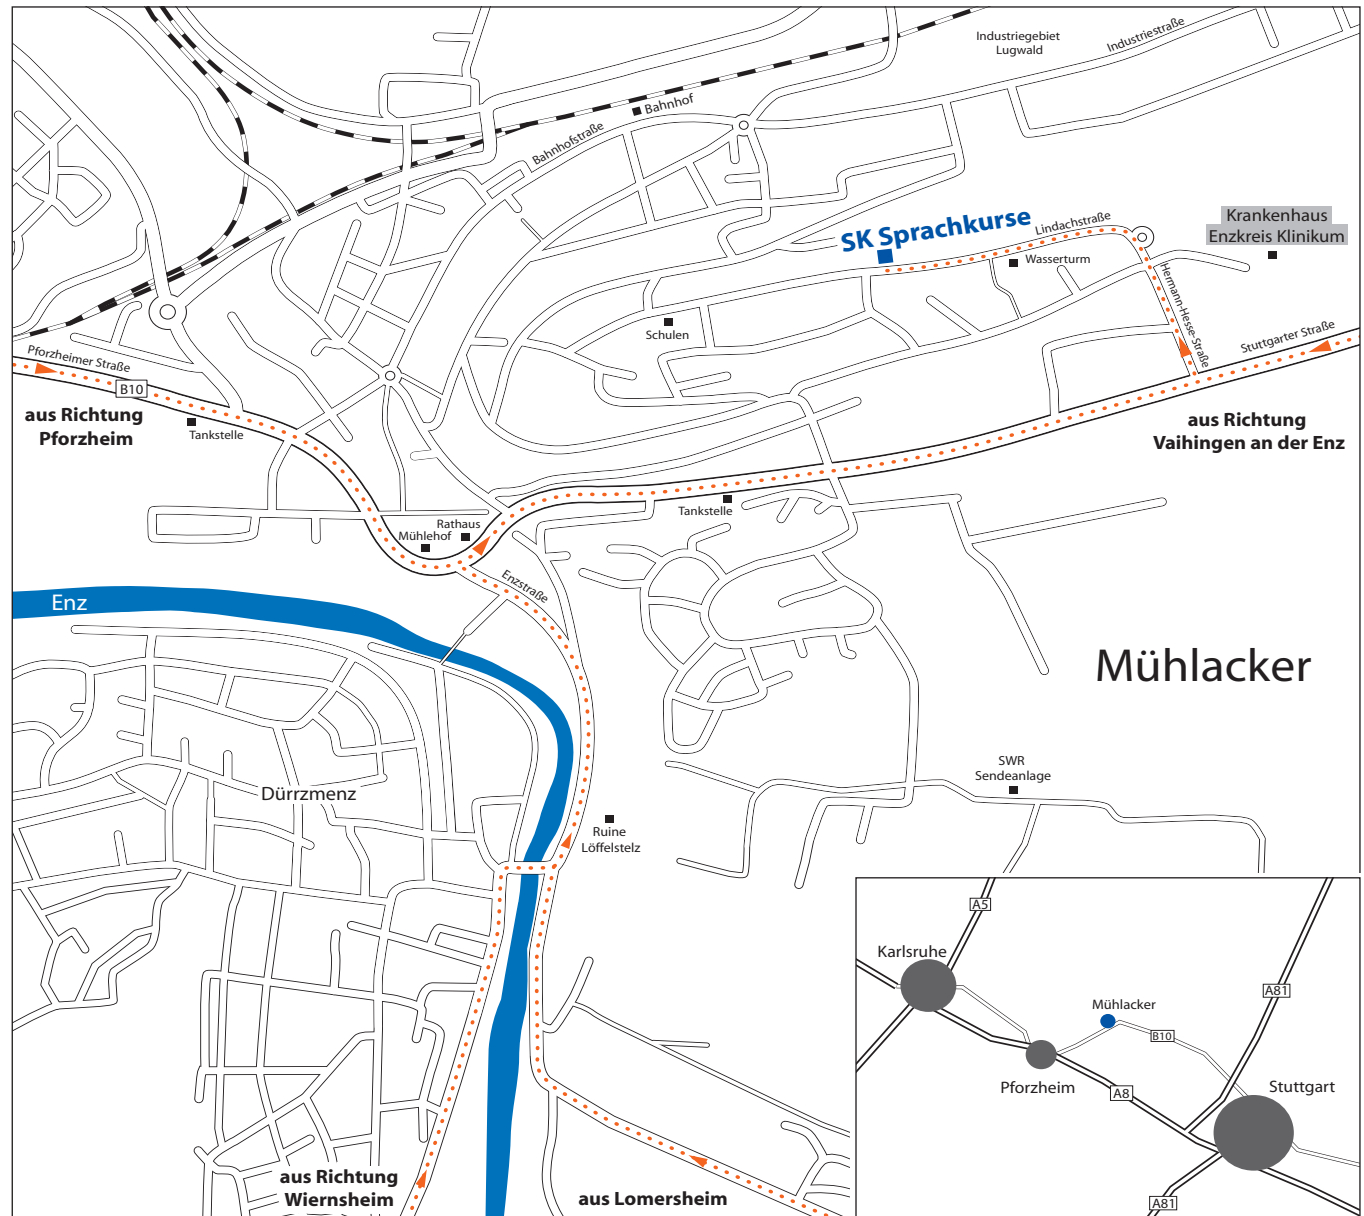 Industriegebiet
Lugwald
Industriestraße
Bahnhof
Bahnhofstraße
SK Sprachkurse
Lindachstraße
Krankenhaus
Enzkreis Klinikum
Wasserturm
Hermann-Hesse-Straße
Schulen
Stuttgarter Straße
Pforzheimer Straße
B10
aus Richtung
Pforzheim
Tankstelle
aus Richtung
Vaihingen an der Enz
Tankstelle
Rathaus
Mühlehof
Enzstraße
Enz
Mühlacker
SWR
Sendeanlage
Dürrzmenz
Ruine
Löffelstelz
A5
Karlsruhe
A81
Mühlacker
B10
Pforzheim
A8
Stuttgart
A81
aus Richtung
Wiernsheim
aus Lomersheim